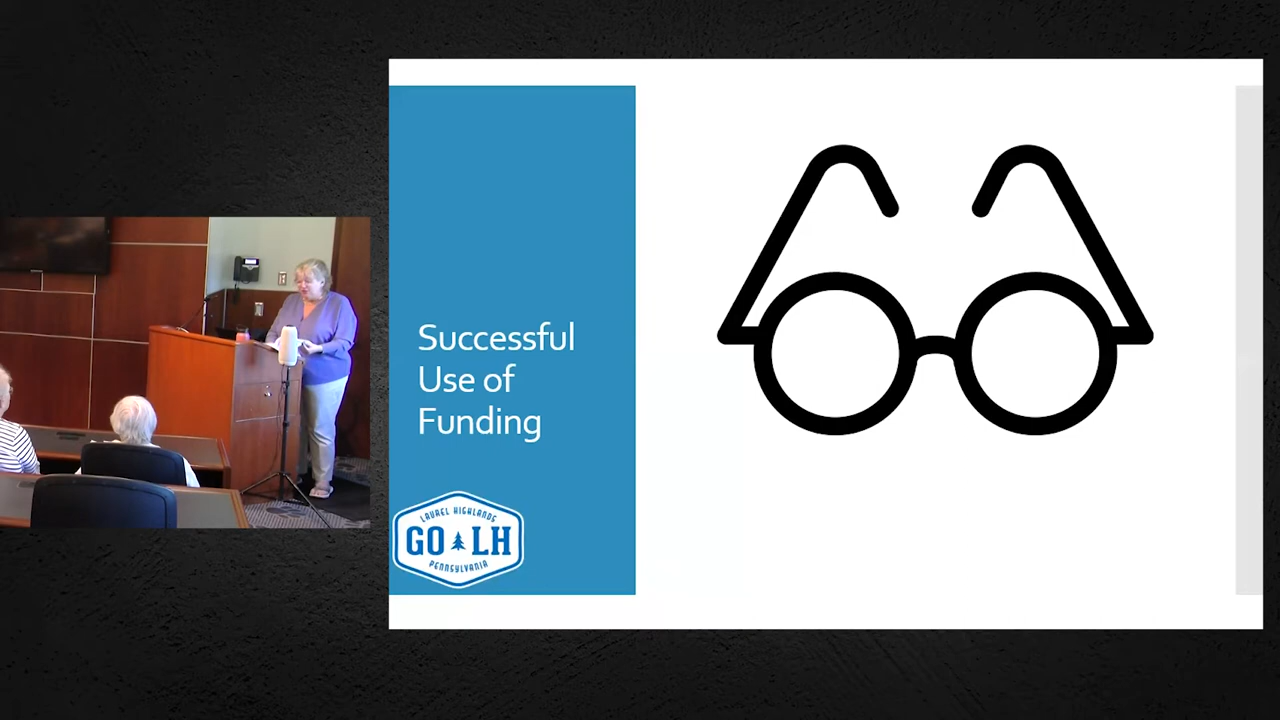 Successful
Use of
Funding
LAUREL HIGHLANDS
GO LH
PENNSYLVANIA